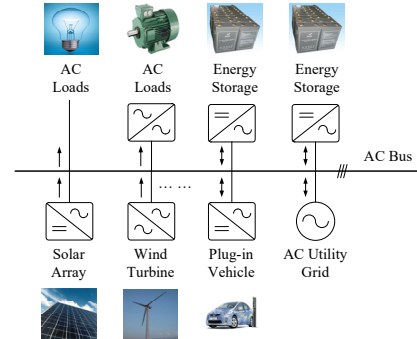 AC
Loads
AC
Loads
Energy
Storage
Energy
Storage
AC Bus
... ...
Solar
Array
Wind
Turbine
Plug-in
Vehicle
AC Utility
Grid